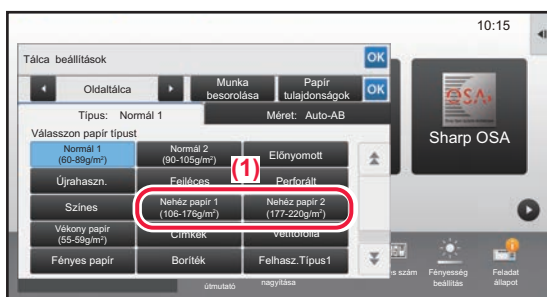 10:15
Tálca beállítások
OK
Oldaltálca
Munka
besorolása
Papír
tulajdonságok
OK
Típus: Normál 1
Méret: Auto-AB
Válasszon papír típust
Normál 1
(60-89g/m²)
Normál 2
(90-105g/m²)
Előnyomott
Újrahaszn.
Fejléces
(1)
Perforált
Színes
Nehéz papír 1
(106-176g/m²)
Nehéz papír 2
(177-220g/m²)
Vékony papír
(55-59g/m²)
Címkék
Vetítőfólia
Fényes papír
Boríték
Felhasz.Típus1
OSA
Sharp OSA
útmutató
nagyítása
s szám
Fényesség
beállítás
Feladat
állapot